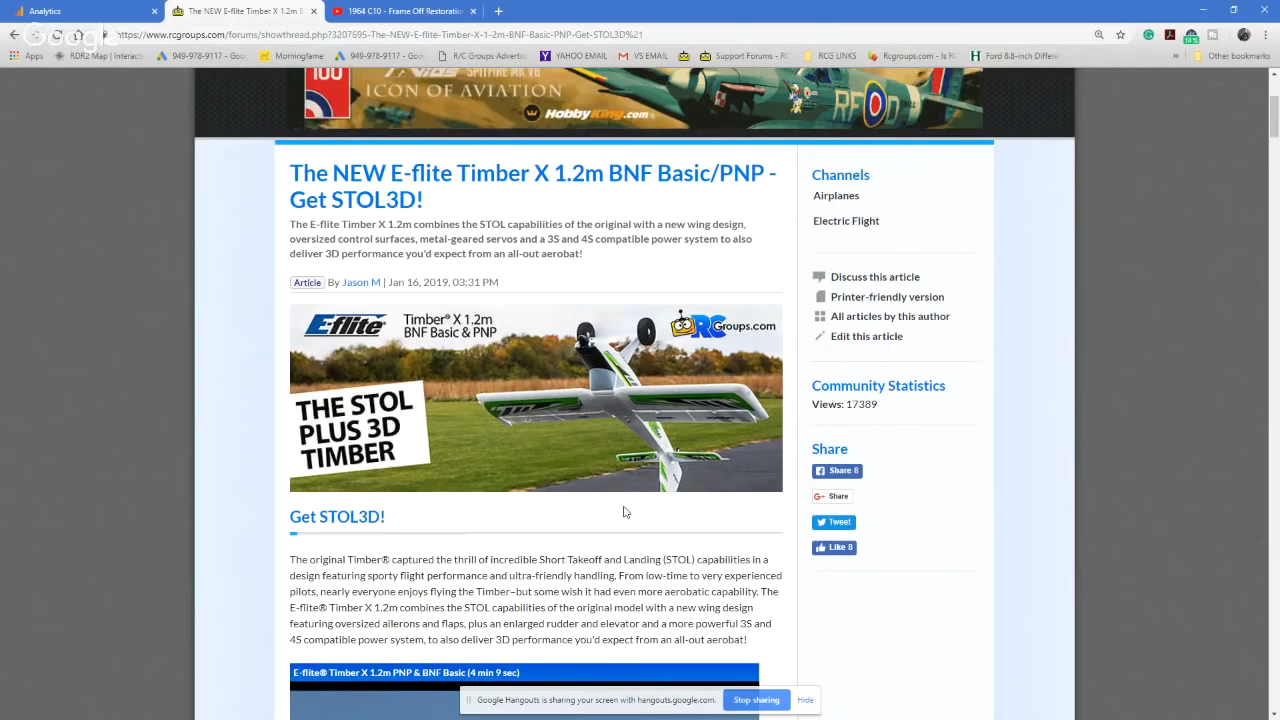 Analytics
The E-flite Timber X 1.2m B
1964 C10 - Frame Off Restoratio
https://www.rcgroups.com/forums/showthread.php?3207695-The-NEW-E-flite-Timber-X-1-2m-BNF-Basic-PNP-Get-STOL3D%21
Google
Apps
RDR2 Map | Interact
949-978-9117 - Goo
Morningfame
949-978-9117 - Goo
R/C Groups Advertis
YAHOO EMAIL
VS EMAIL
Support Forums - RC
RCG LINKS
Rcgroups.com - Is RC
Ford 8.8-inch Differe
Other bookmarks
100
SPITFIRE MK VB
ICON OF AVIATION
HobbyKing.com
RF D
The NEW E-flite Timber X 1.2m BNF Basic/PNP -
Get STOL3D!
The E-flite Timber X 1.2m combines the STOL capabilities of the original with a new wing design,
oversized control surfaces, metal-geared servos and a 3S and 4S compatible power system to also
deliver 3D performance you'd expect from an all-out aerobat!
Article By Jason M | Jan 16, 2019, 03:31 PM
E-flite
Timber® X 1.2m
BNF Basic & PNP
RCGroups.com
THE STOL
PLUS 3D
TIMBER
Get STOL3D!
The original Timber® captured the thrill of incredible Short Takeoff and Landing (STOL) capabilities in a
design featuring sporty flight performance and ultra-friendly handling. From low-time to very experienced
pilots, nearly everyone enjoys flying the Timber–but some wish it had even more aerobatic capability. The
E-flite® Timber X 1.2m combines the STOL capabilities of the original model with a new wing design
featuring oversized ailerons and flaps, plus an enlarged rudder and elevator and a more powerful 3S and
4S compatible power system, to also deliver 3D performance you'd expect from an all-out aerobat!
E-flite® Timber X 1.2m PNP & BNF Basic (4 min 9 sec)
Channels
Airplanes
Electric Flight
Discuss this article
Printer-friendly version
All articles by this author
Edit this article
Community Statistics
Views: 17389
Share
Share 8
G+ Share
Tweet
Like 8
Google Hangouts is sharing your screen with hangouts.google.com.
Stop sharing
Hide